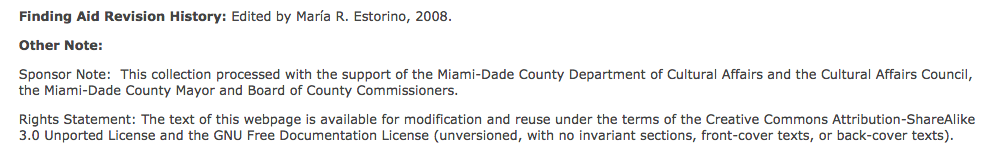 Finding Aid Revision History: Edited by María R. Estorino, 2008.
Other Note:
Sponsor Note:  This collection processed with the support of the Miami-Dade County Department of Cultural Affairs and the Cultural Affairs Council,
the Miami-Dade County Mayor and Board of County Commissioners.
Rights Statement: The text of this webpage is available for modification and reuse under the terms of the Creative Commons Attribution-ShareAlike
3.0 Unported License and the GNU Free Documentation License (unversioned, with no invariant sections, front-cover texts, or back-cover texts).